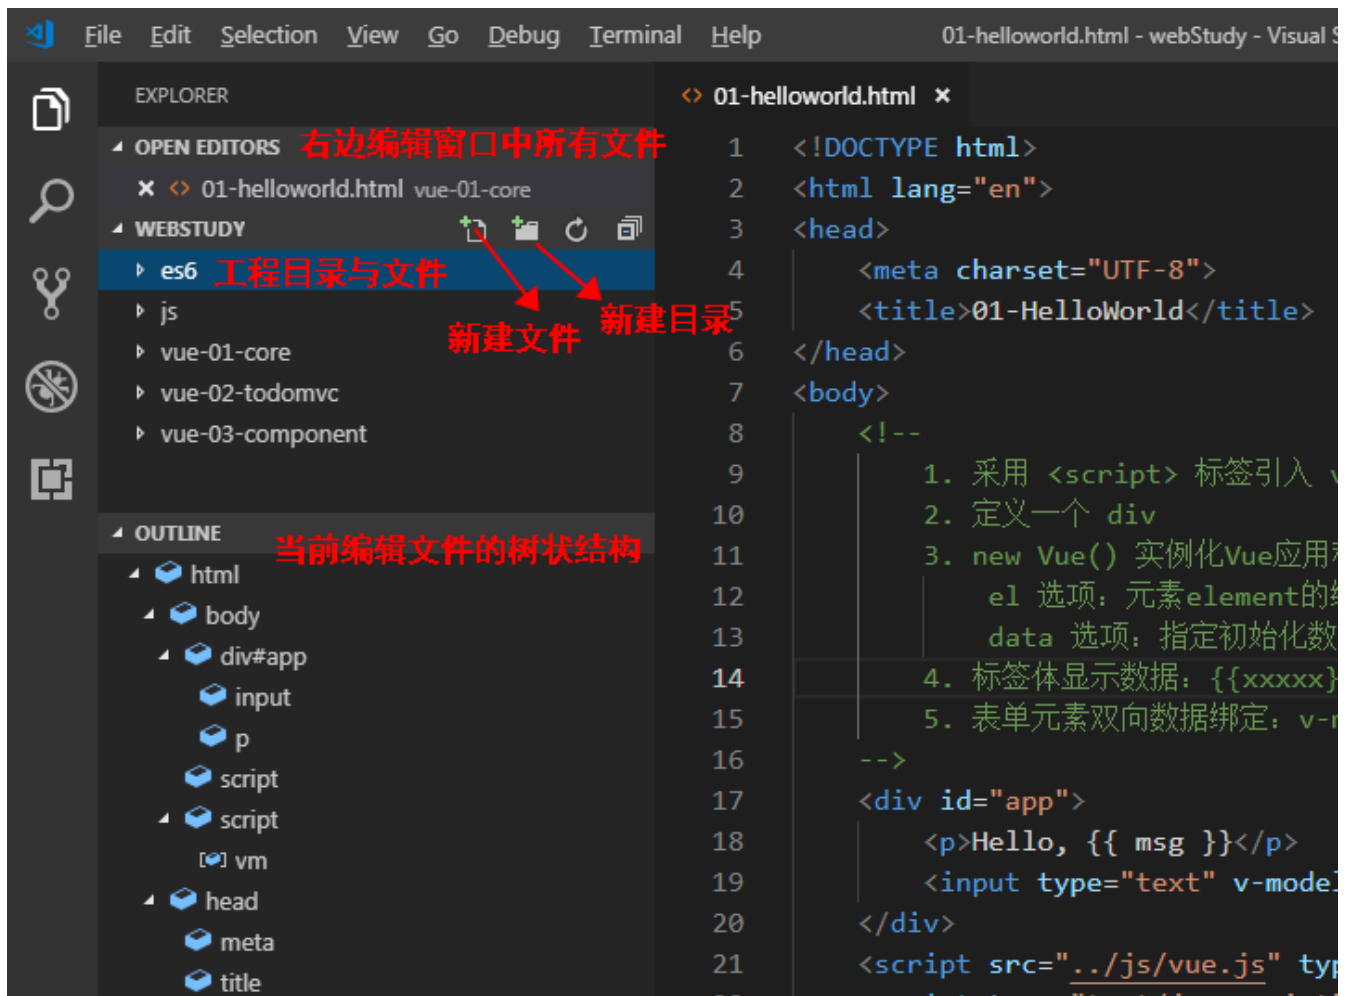 File Edit Selection View Go Debug Terminal Help 01-helloworld.html - webStudy - Visual
EXPLORER
OPEN EDITORS 右边编辑窗口中所有文件
01-helloworld.html vue-01-core
WEBSTUDY
es6 工程目录与文件
js
新建文件
新建目录
vue-01-core
vue-02-todomvc
vue-03-component
OUTLINE
当前编辑文件的树状结构
html
body
div#app
input
p
script
script
vm
head
meta
title
01-helloworld.html
1 <!DOCTYPE html>
2 <html lang="en">
3 <head>
4 <meta charset="UTF-8">
5 <title>01-HelloWorld</title>
6 </head>
7 <body>
8 <!--
9 1. 采用 <script> 标签引入
10 2. 定义一个 div
11 3. new Vue() 实例化Vue应用
12 el 选项：元素element的
13 data 选项：指定初始化数
14 4. 标签体显示数据：{{xxxxx}
15 5. 表单元素双向数据绑定：v-
16 -->
17 <div id="app">
18 <p>Hello, {{ msg }}</p>
19 <input type="text" v-model
20 </div>
21 <script src="../js/vue.js" typ